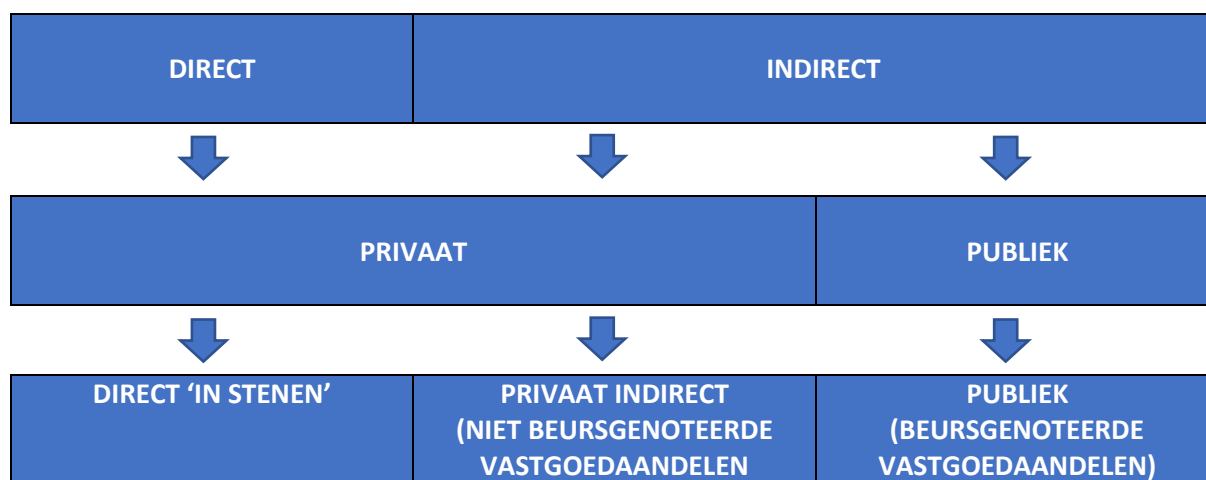 DIRECT
INDIRECT
PRIVAAT
PUBLIEK
DIRECT ‘IN STENEN’
PRIVAAT INDIRECT
(NIET BEURSGENOTEERDE
VASTGOEDAANDELEN
PUBLIEK
(BEURSGENOTEERDE
VASTGOEDAANDELEN)